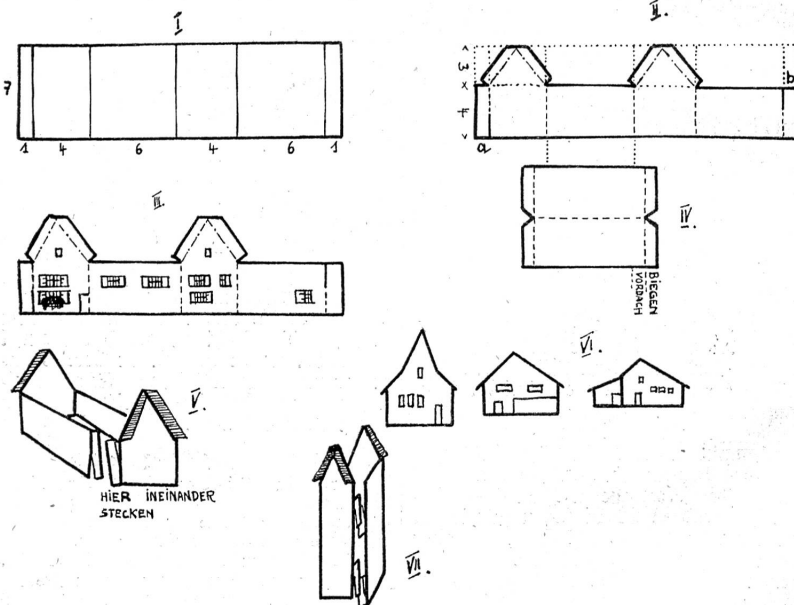 I
7
1 4 6 4 6 1
II.
3
4
a
b
III.
IV.
BIEGEN
VORDACH
V.
HIER INEINANDER
STECKEN
VI.
VII.